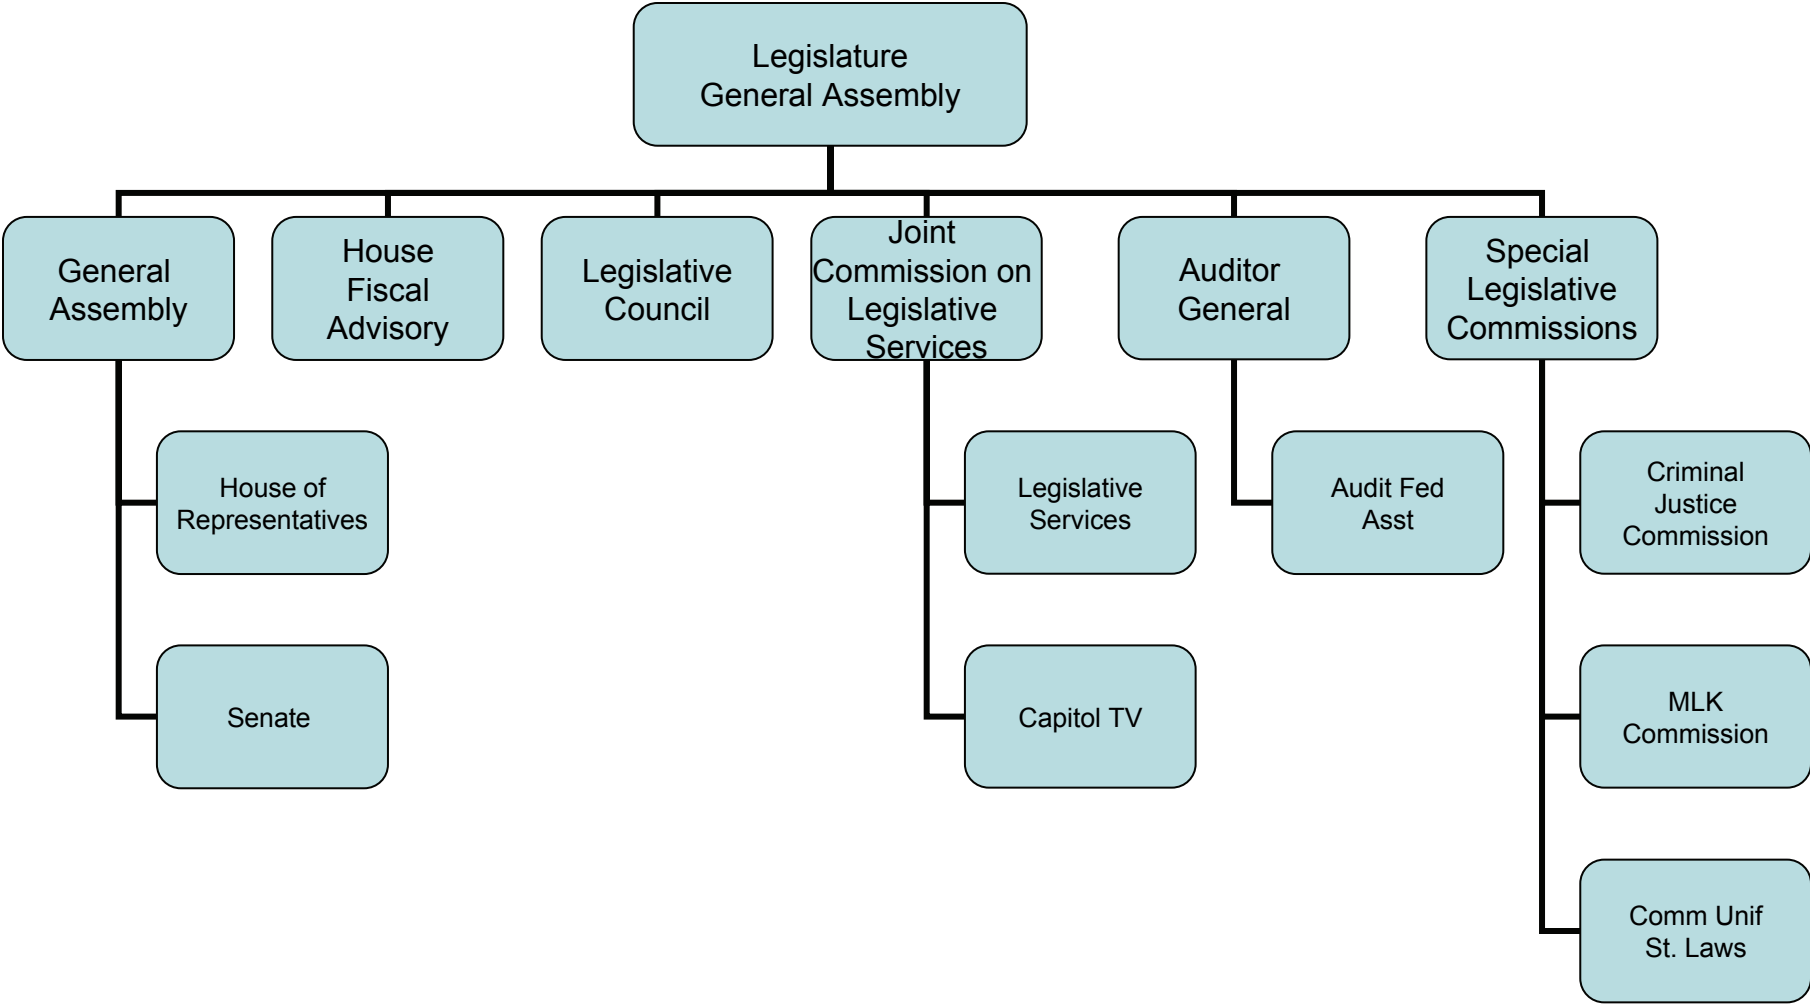 Legislature
General Assembly
General
Assembly
House
Fiscal
Advisory
Legislative
Council
Joint
Commission on
Legislative
Services
Auditor
General
Special
Legislative
Commissions
House of
Representatives
Legislative
Services
Audit Fed
Asst
Criminal
Justice
Commission
Senate
Capitol TV
MLK
Commission
Comm Unif
St. Laws